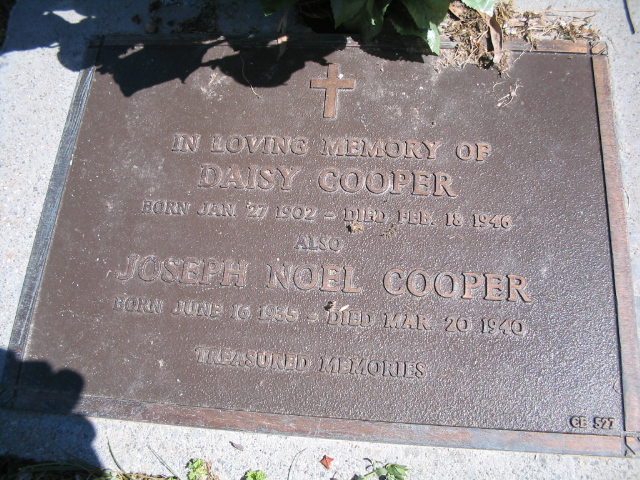 IN LOVING MEMORY OF
DAISY COOPER
BORN JAN. 27 1902 – DIED FEB. 18 1946
ALSO
JOSEPH NOEL COOPER
BORN JUNE 16 1935 – DIED MAR. 20 1940
TREASURED MEMORIES
CE 527